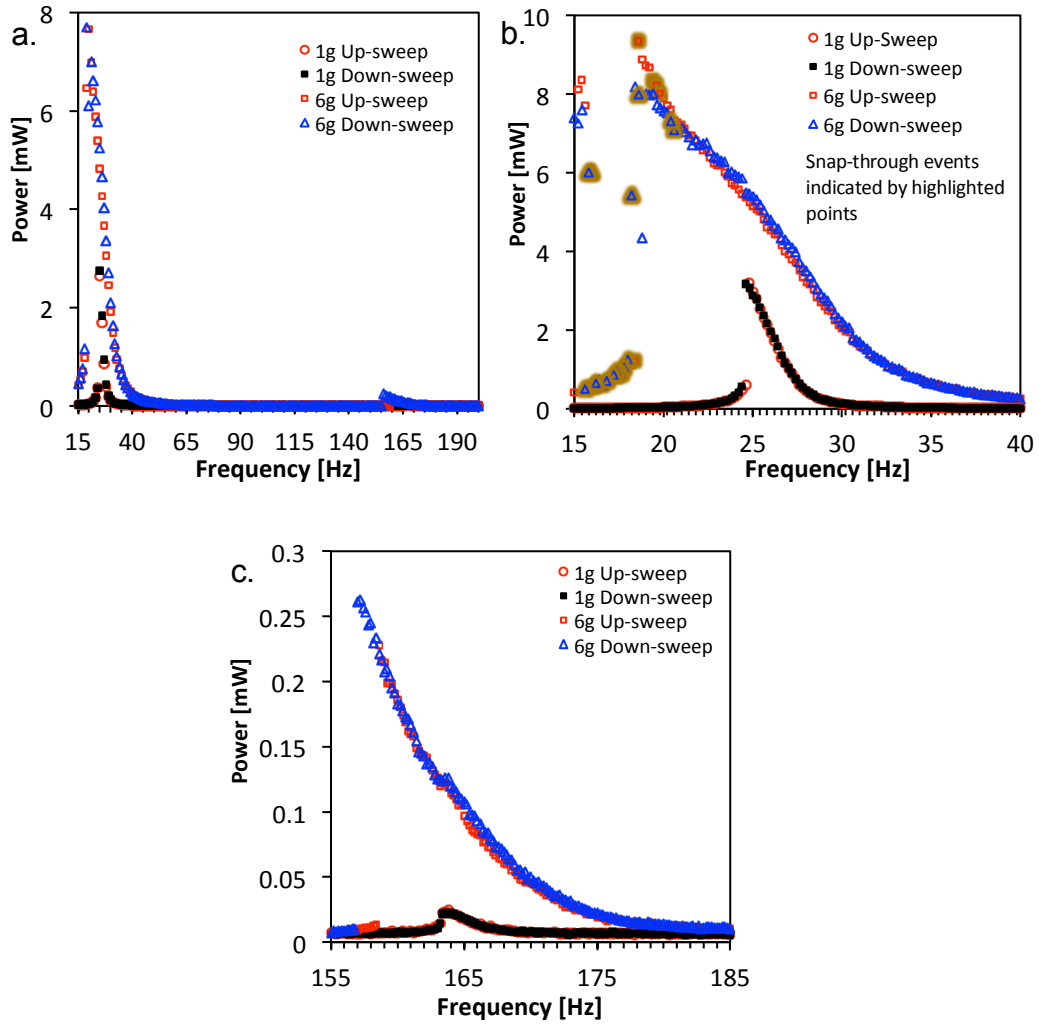 a.
8
6
4
2
0
Power [mW]
15 40 65 90 115 140 165 190
Frequency [Hz]
1g Up-Sweep
1g Down-sweep
6g Up-sweep
6g Down-sweep
b.
10
8
6
4
2
0
Power [mW]
15 20 25 30 35 40
Frequency [Hz]
1g Up-Sweep
1g Down-sweep
6g Up-sweep
6g Down-sweep
Snap-through events
indicated by highlighted
points
c.
0.3
0.25
0.2
0.15
0.1
0.05
0
Power [mW]
155 165 175 185
Frequency [Hz]
1g Up-sweep
1g Down-sweep
6g Up-sweep
6g Down-sweep